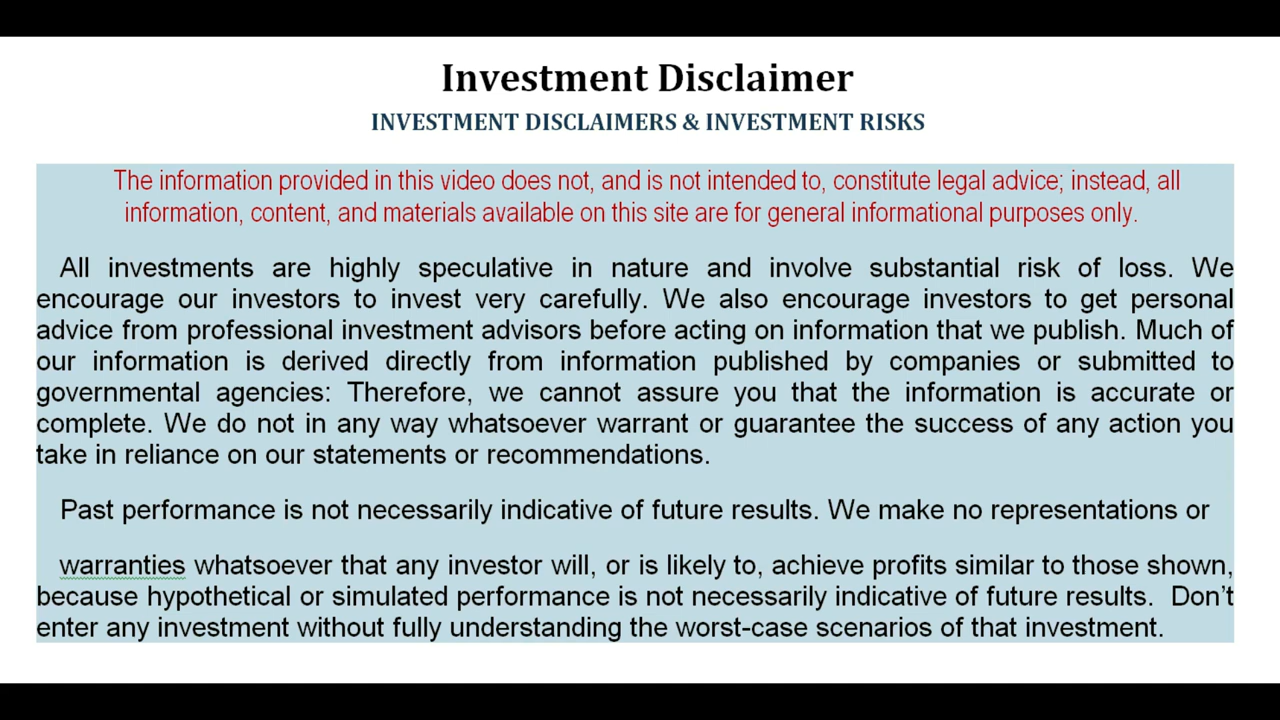 Investment Disclaimer
INVESTMENT DISCLAIMERS & INVESTMENT RISKS
The information provided in this video does not, and is not intended to, constitute legal advice; instead, all
information, content, and materials available on this site are for general informational purposes only.
All investments are highly speculative in nature and involve substantial risk of loss. We
encourage our investors to invest very carefully. We also encourage investors to get personal
advice from professional investment advisors before acting on information that we publish. Much of
our information is derived directly from information published by companies or submitted to
governmental agencies: Therefore, we cannot assure you that the information is accurate or
complete. We do not in any way whatsoever warrant or guarantee the success of any action you
take in reliance on our statements or recommendations.
Past performance is not necessarily indicative of future results. We make no representations or
warranties whatsoever that any investor will, or is likely to, achieve profits similar to those shown,
because hypothetical or simulated performance is not necessarily indicative of future results. Don’t
enter any investment without fully understanding the worst-case scenarios of that investment.